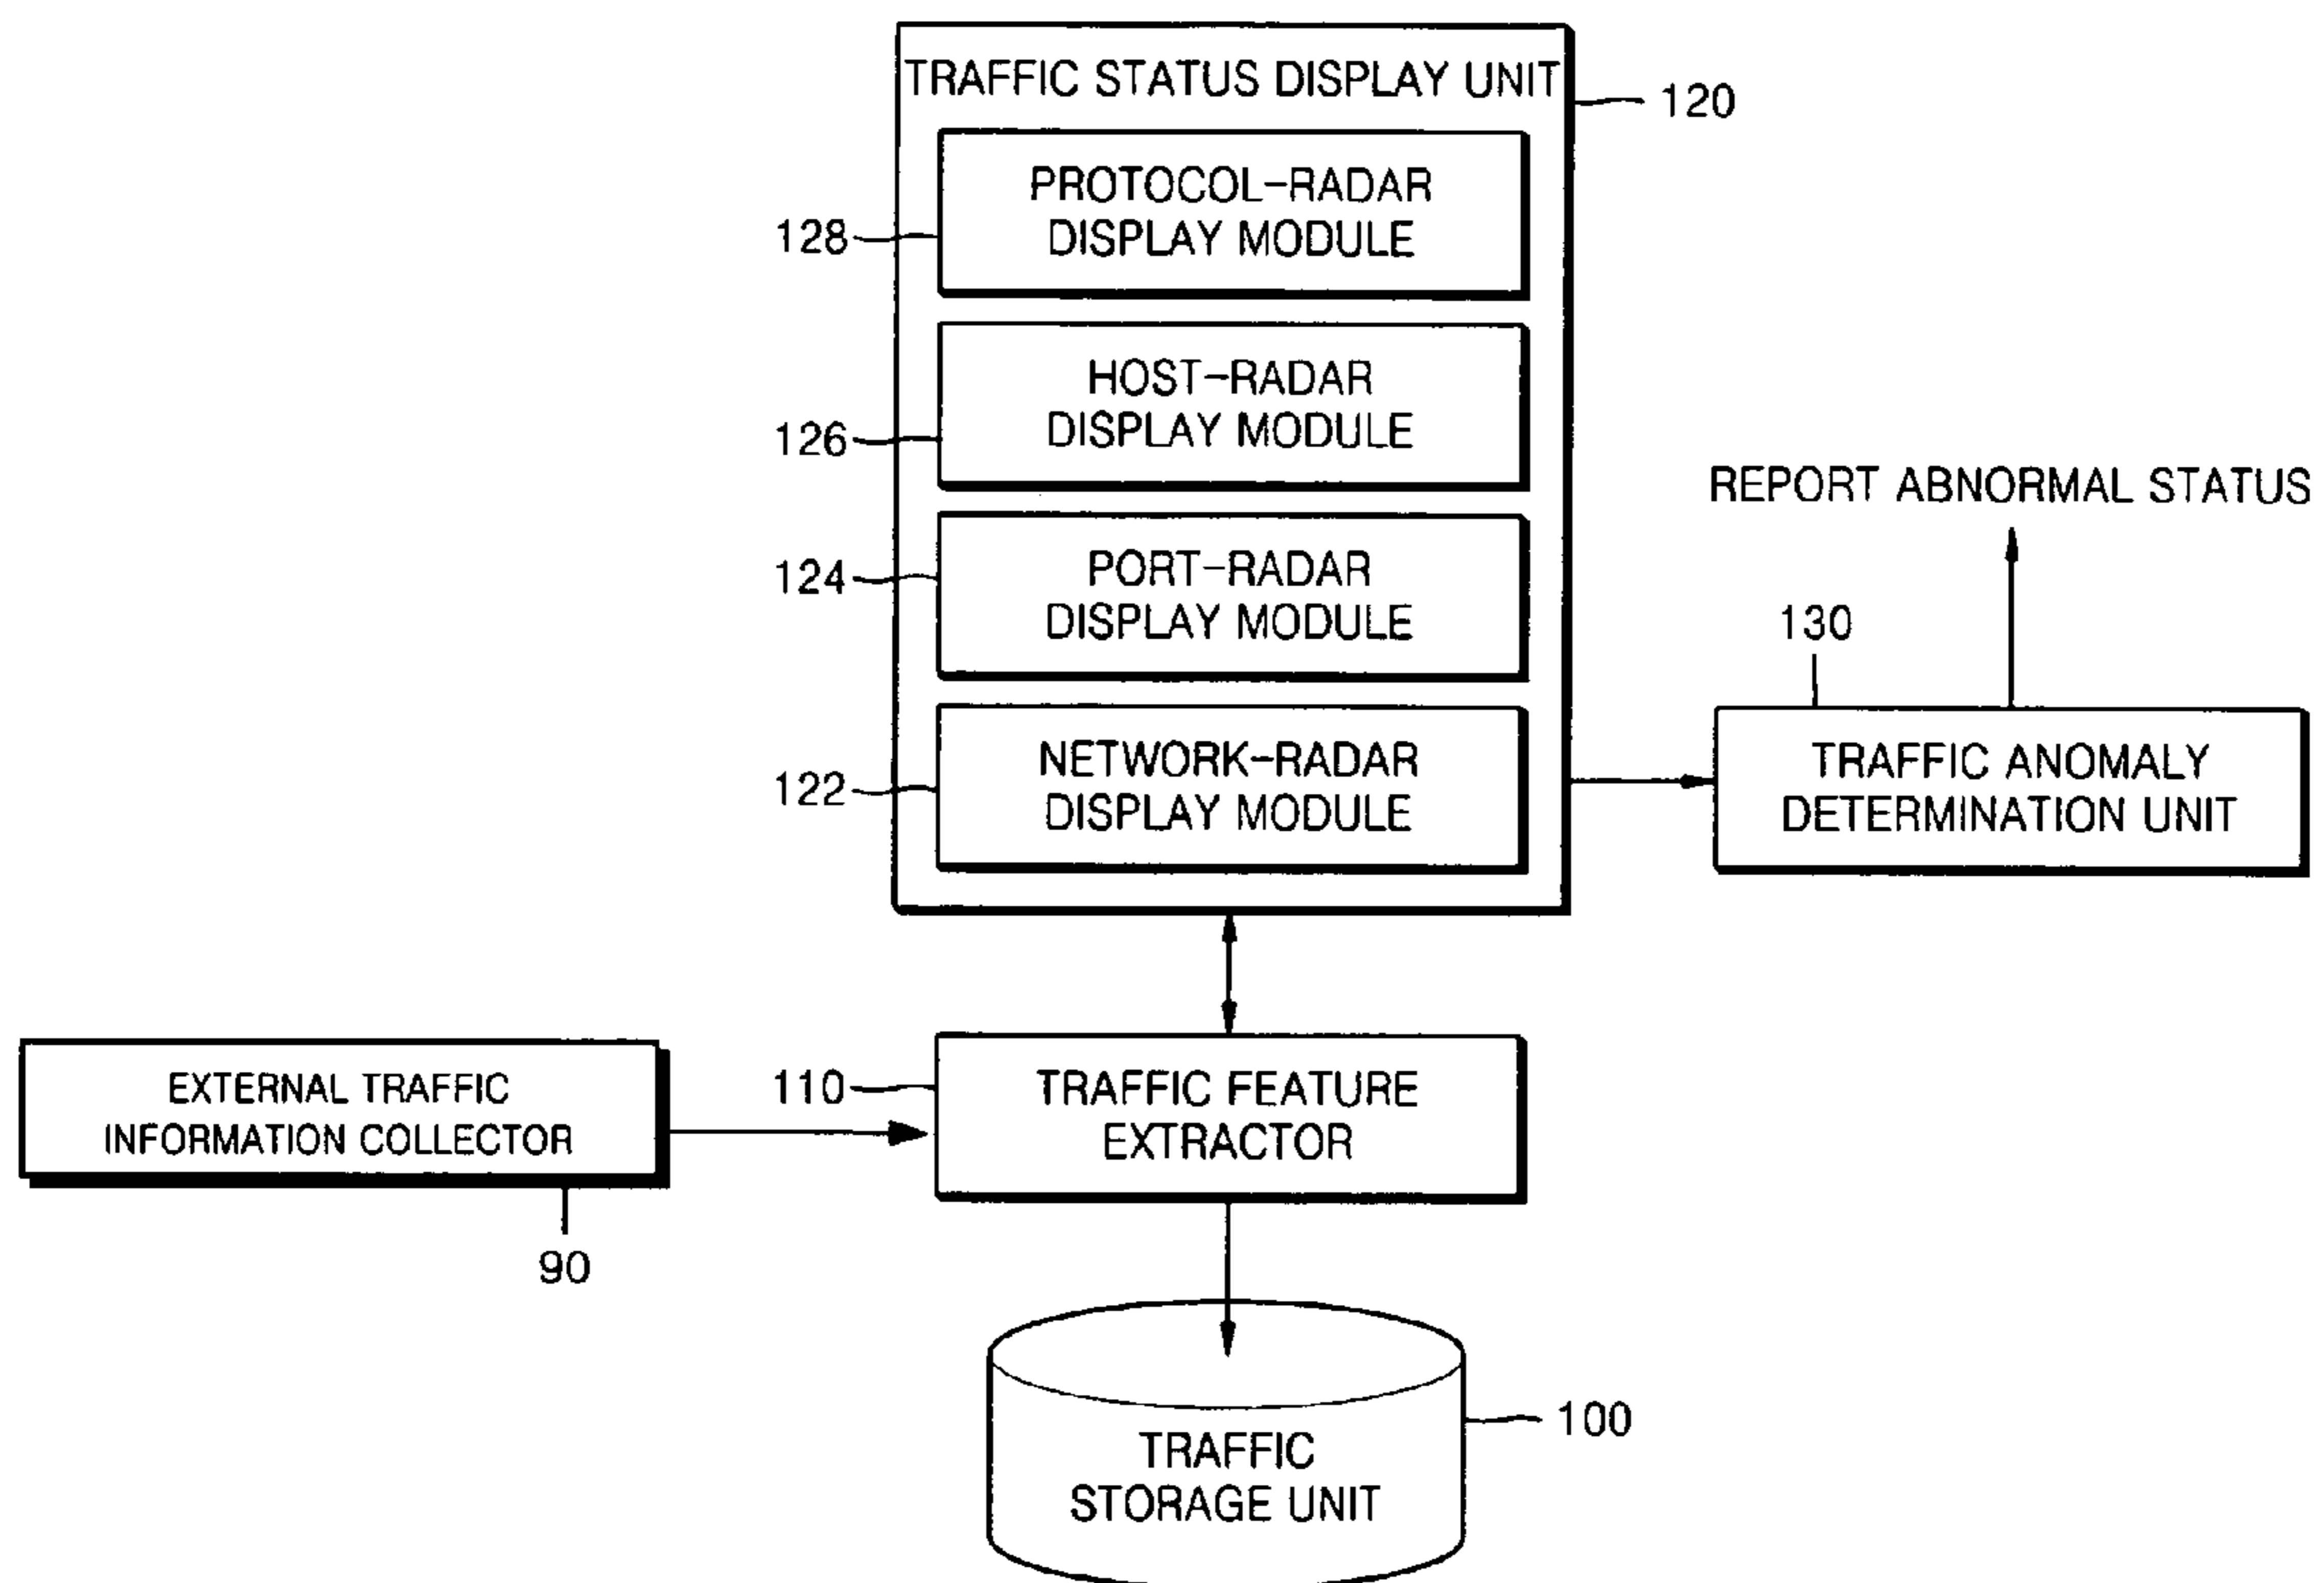 TRAFFIC STATUS DISPLAY UNIT
120
PROTOCOL-RADAR
DISPLAY MODULE
128
HOST-RADAR
DISPLAY MODULE
126
PORT-RADAR
DISPLAY MODULE
124
NETWORK-RADAR
DISPLAY MODULE
122
REPORT ABNORMAL STATUS
130
TRAFFIC ANOMALY
DETERMINATION UNIT
EXTERNAL TRAFFIC
INFORMATION COLLECTOR
90
110
TRAFFIC FEATURE
EXTRACTOR
TRAFFIC
STORAGE UNIT
100